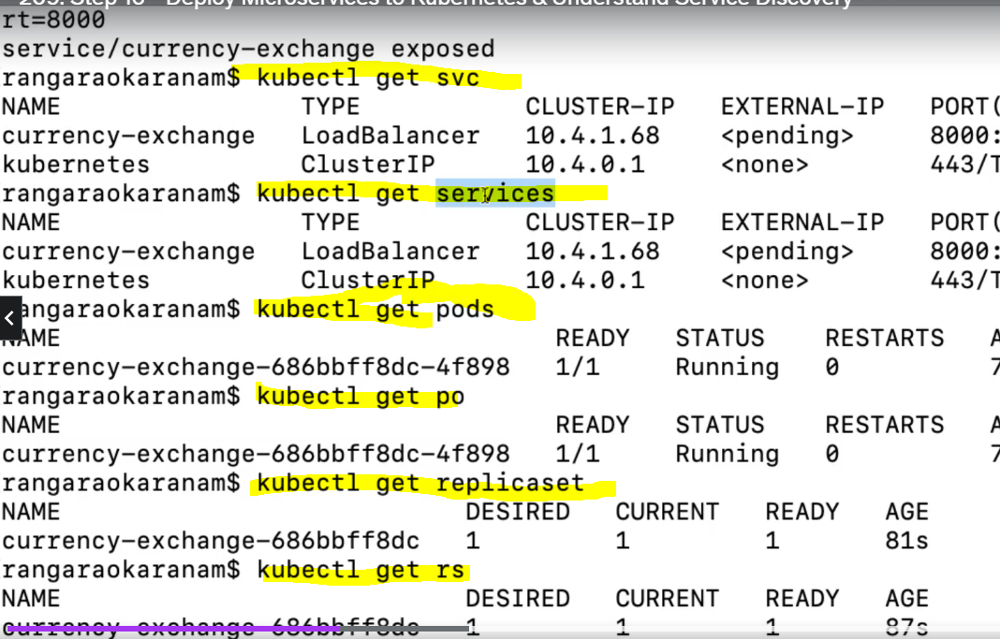 209. Step 10 - Deploy Microservices to Kubernetes & Understand Service Discovery
rt=8000
service/currency-exchange exposed
rangaraokaranam$ kubectl get svc
NAME TYPE CLUSTER-IP EXTERNAL-IP PORT(
currency-exchange LoadBalancer 10.4.1.68 <pending> 8000:
kubernetes ClusterIP 10.4.0.1 <none> 443/T
rangaraokaranam$ kubectl get services
NAME TYPE CLUSTER-IP EXTERNAL-IP PORT(
currency-exchange LoadBalancer 10.4.1.68 <pending> 8000:
kubernetes ClusterIP 10.4.0.1 <none> 443/T
rangaraokaranam$ kubectl get pods
NAME READY STATUS RESTARTS A
currency-exchange-686bbff8dc-4f898 1/1 Running 0 7
rangaraokaranam$ kubectl get po
NAME READY STATUS RESTARTS A
currency-exchange-686bbff8dc-4f898 1/1 Running 0 7
rangaraokaranam$ kubectl get replicaset
NAME DESIRED CURRENT READY AGE
currency-exchange-686bbff8dc 1 1 1 81s
rangaraokaranam$ kubectl get rs
NAME DESIRED CURRENT READY AGE
currency-exchange-686bbff8dc 1 1 1 87s